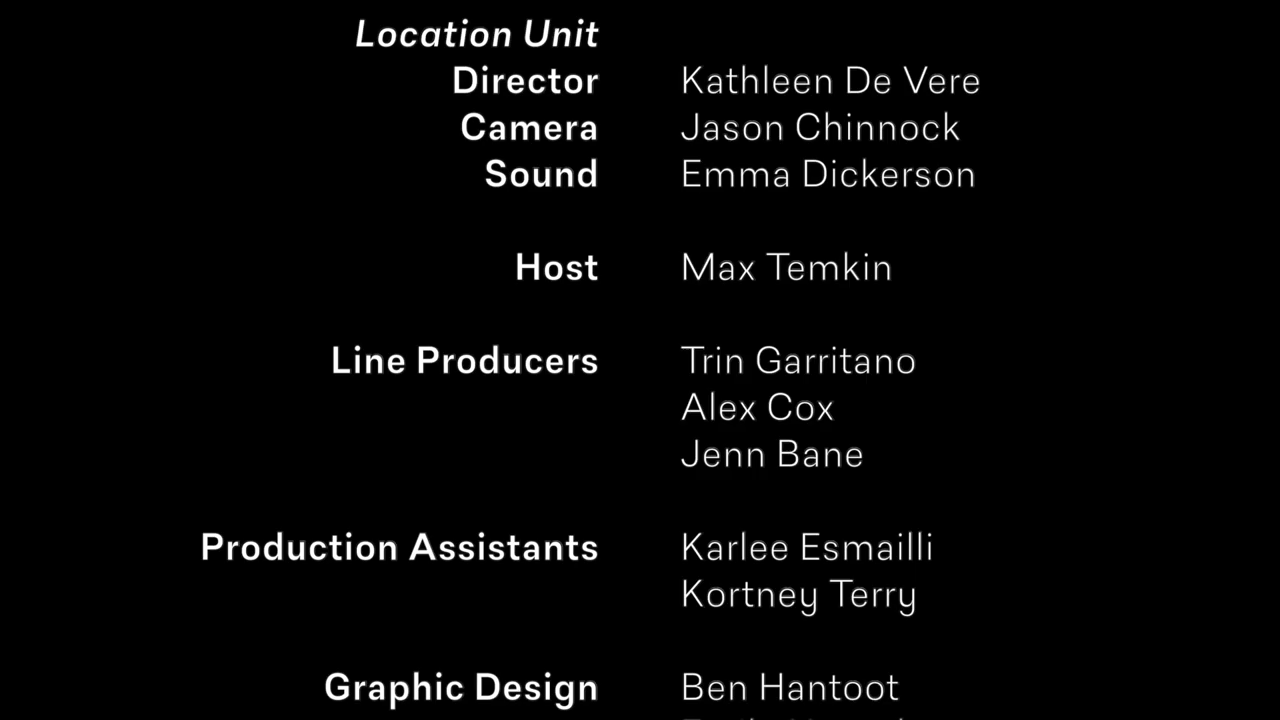 Location Unit
Director Kathleen De Vere
Camera Jason Chinnock
Sound Emma Dickerson
Host Max Temkin
Line Producers Trin Garritano
Alex Cox
Jenn Bane
Production Assistants Karlee Esmailli
Kortney Terry
Graphic Design Ben Hantoot